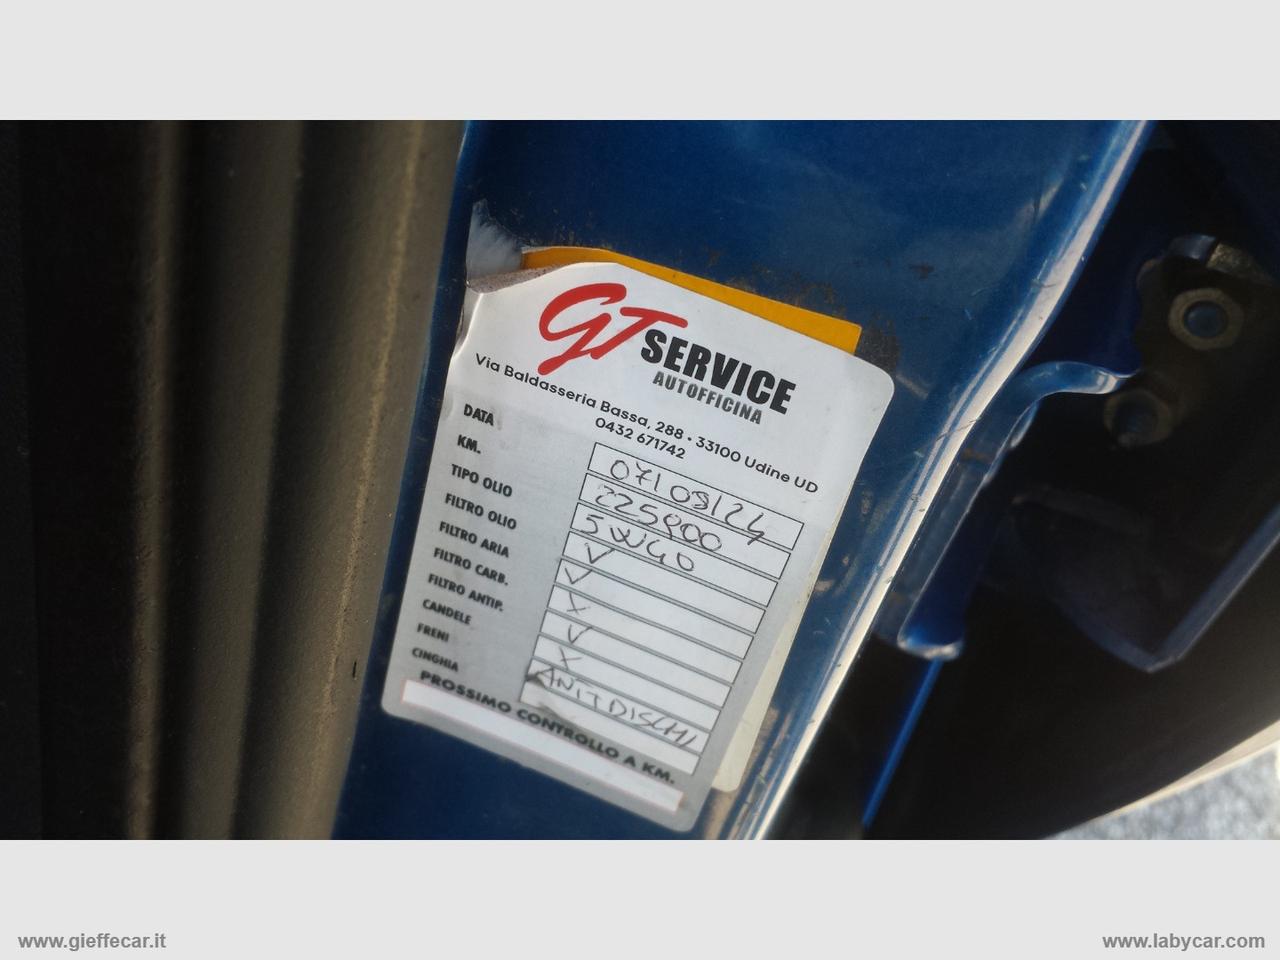 GT SERVICE
AUTOFFICINA
Via Baldasseria Bassa, 288 • 33100 Udine UD
0432 671742
DATA 07/08/24
KM. 225800
TIPO OLIO 5W40
FILTRO OLIO ✓
FILTRO ARIA ✓
FILTRO CARB. X
FILTRO ANTIP. ✓
CANDELE X
FRENI ANT DISCHI
CINGHIA
PROSSIMO CONTROLLO A KM.
www.gieffecar.it
www.labycar.com